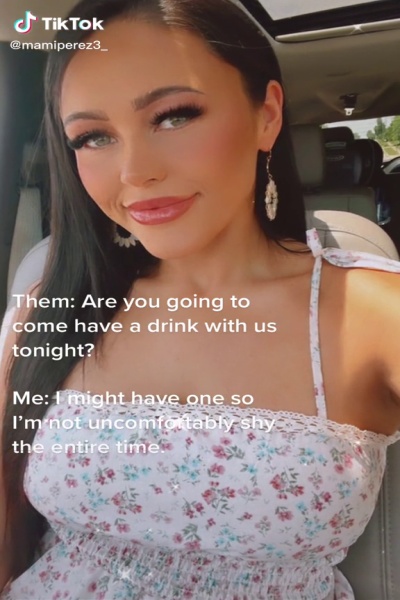 TikTok
@mamiperez3_
Them: Are you going to
come have a drink with us
tonight?
Me: I might have one so
I'm not uncomfortably shy
the entire time.